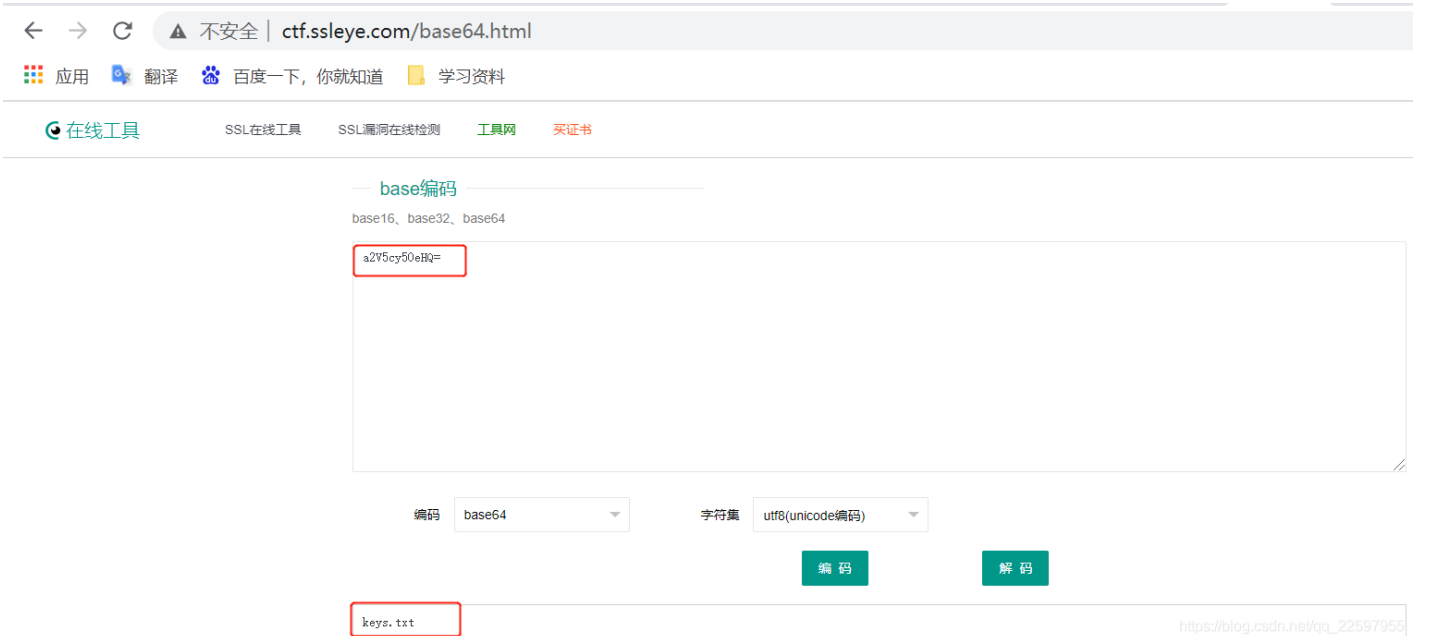 不安全 | ctf.ssleye.com/base64.html
应用 翻译 百度一下，你就知道 学习资料
在线工具 SSL在线工具 SSL漏洞在线检测 工具网 买证书
base编码
base16、base32、base64
a2V5cy50eHQ=
编码 base64 字符集 utf8(unicode编码)
编 码 解 码
keys.txt
https://blog.csdn.net/qq_22597955